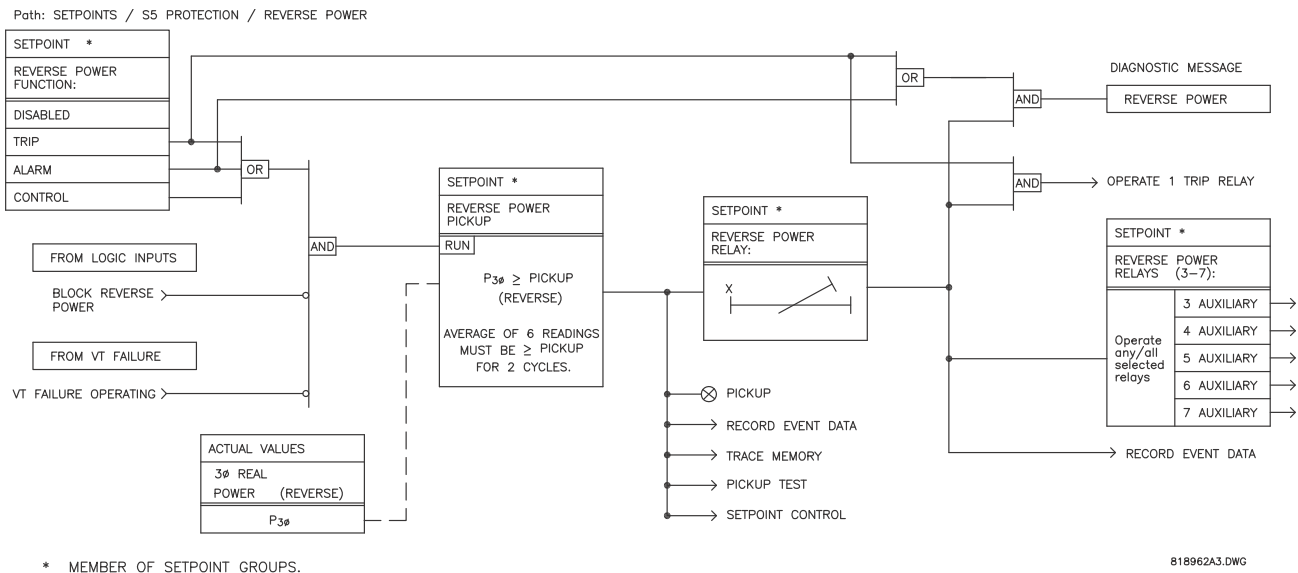 Path: SETPOINTS / S5 PROTECTION / REVERSE POWER
SETPOINT *
REVERSE POWER
FUNCTION:
DISABLED
TRIP
ALARM
CONTROL
OR
FROM LOGIC INPUTS
BLOCK REVERSE
POWER
FROM VT FAILURE
VT FAILURE OPERATING
AND
ACTUAL VALUES
3ø REAL
POWER (REVERSE)
P3ø
SETPOINT *
REVERSE POWER
PICKUP
RUN
P3ø ≥ PICKUP
(REVERSE)
AVERAGE OF 6 READINGS
MUST BE ≥ PICKUP
FOR 2 CYCLES.
SETPOINT *
REVERSE POWER
RELAY:
X
PICKUP
RECORD EVENT DATA
TRACE MEMORY
PICKUP TEST
SETPOINT CONTROL
OR
AND
DIAGNOSTIC MESSAGE
REVERSE POWER
AND
OPERATE 1 TRIP RELAY
SETPOINT *
REVERSE POWER
RELAYS (3-7):
Operate
any/all
selected
relays
3 AUXILIARY
4 AUXILIARY
5 AUXILIARY
6 AUXILIARY
7 AUXILIARY
RECORD EVENT DATA
* MEMBER OF SETPOINT GROUPS.
818962A3.DWG